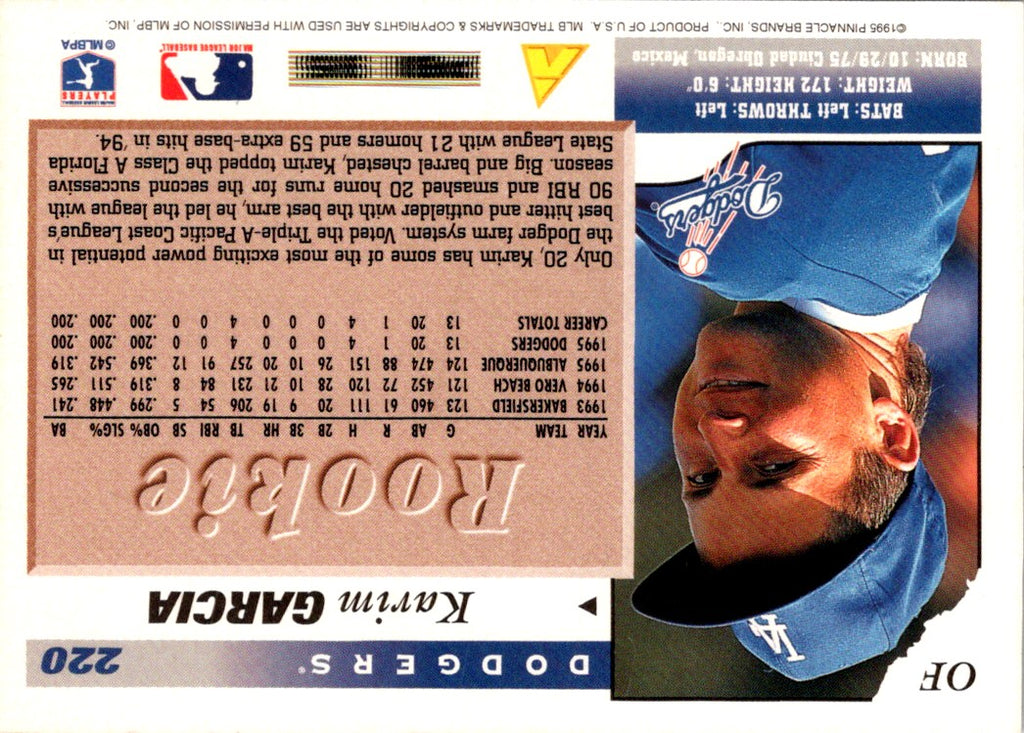 OF
DODGERS® 220
Karim GARCIA
Rookie
YEAR TEAM G AB R H 2B 3B HR TB RBI SB OB% SLG% BA
1993 BAKERSFIELD 123 460 61 111 20 9 19 206 54 5 .299 .448 .241
1994 VERO BEACH 121 452 72 120 28 10 21 231 84 8 .319 .511 .265
1995 ALBUQUERQUE 124 474 88 151 26 10 20 257 91 12 .369 .542 .319
1995 DODGERS 13 20 1 4 0 0 0 4 0 0 .200 .200 .200
CAREER TOTALS 13 20 1 4 0 0 0 4 0 0 .200 .200 .200
Only 20, Karim has some of the most exciting power potential in
the Dodger farm system. Voted the Triple-A Pacific Coast League's
best hitter and outfielder with the best arm, he led the league with
90 RBI and smashed 20 home runs for the second successive
season. Big and barrel chested, Karim topped the Class A Florida
State League with 21 homers and 59 extra-base hits in '94.
LA
Dodgers
BATS: Left THROWS: Left
WEIGHT: 172 HEIGHT: 6'0"
BORN: 10/29/75 Ciudad Obregon, Mexico
MAJOR LEAGUE BASEBALL
MAJOR LEAGUE BASEBALL
PLAYERS
© MLBPA
©1995 PINNACLE BRANDS, INC., PRODUCT OF U.S.A. MLB TRADEMARKS & COPYRIGHTS ARE USED WITH PERMISSION OF MLBP, INC.